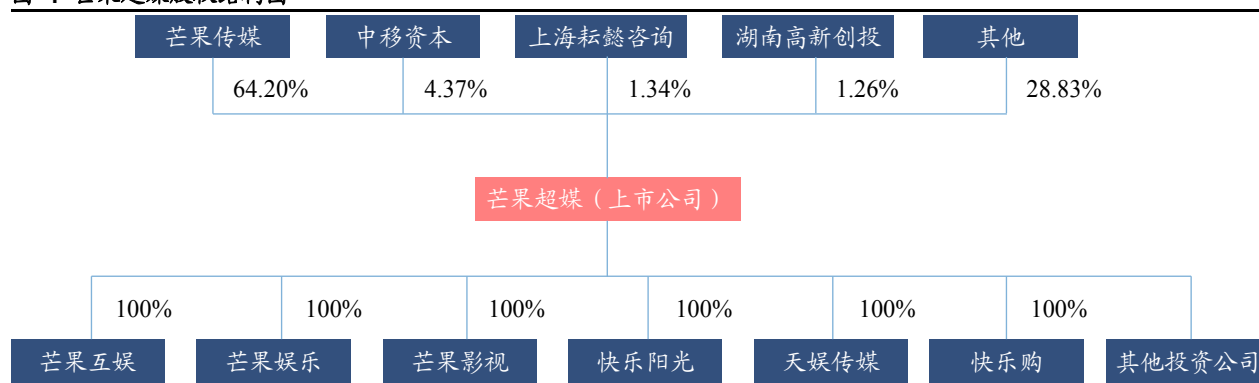 芒果传媒 中移资本 上海耘懿咨询 湖南高新创投 其他
64.20% 4.37% 1.34% 1.26% 28.83%
芒果超媒（上市公司）
100% 100% 100% 100% 100% 100%
芒果互娱 芒果娱乐 芒果影视 快乐阳光 天娱传媒 快乐购 其他投资公司